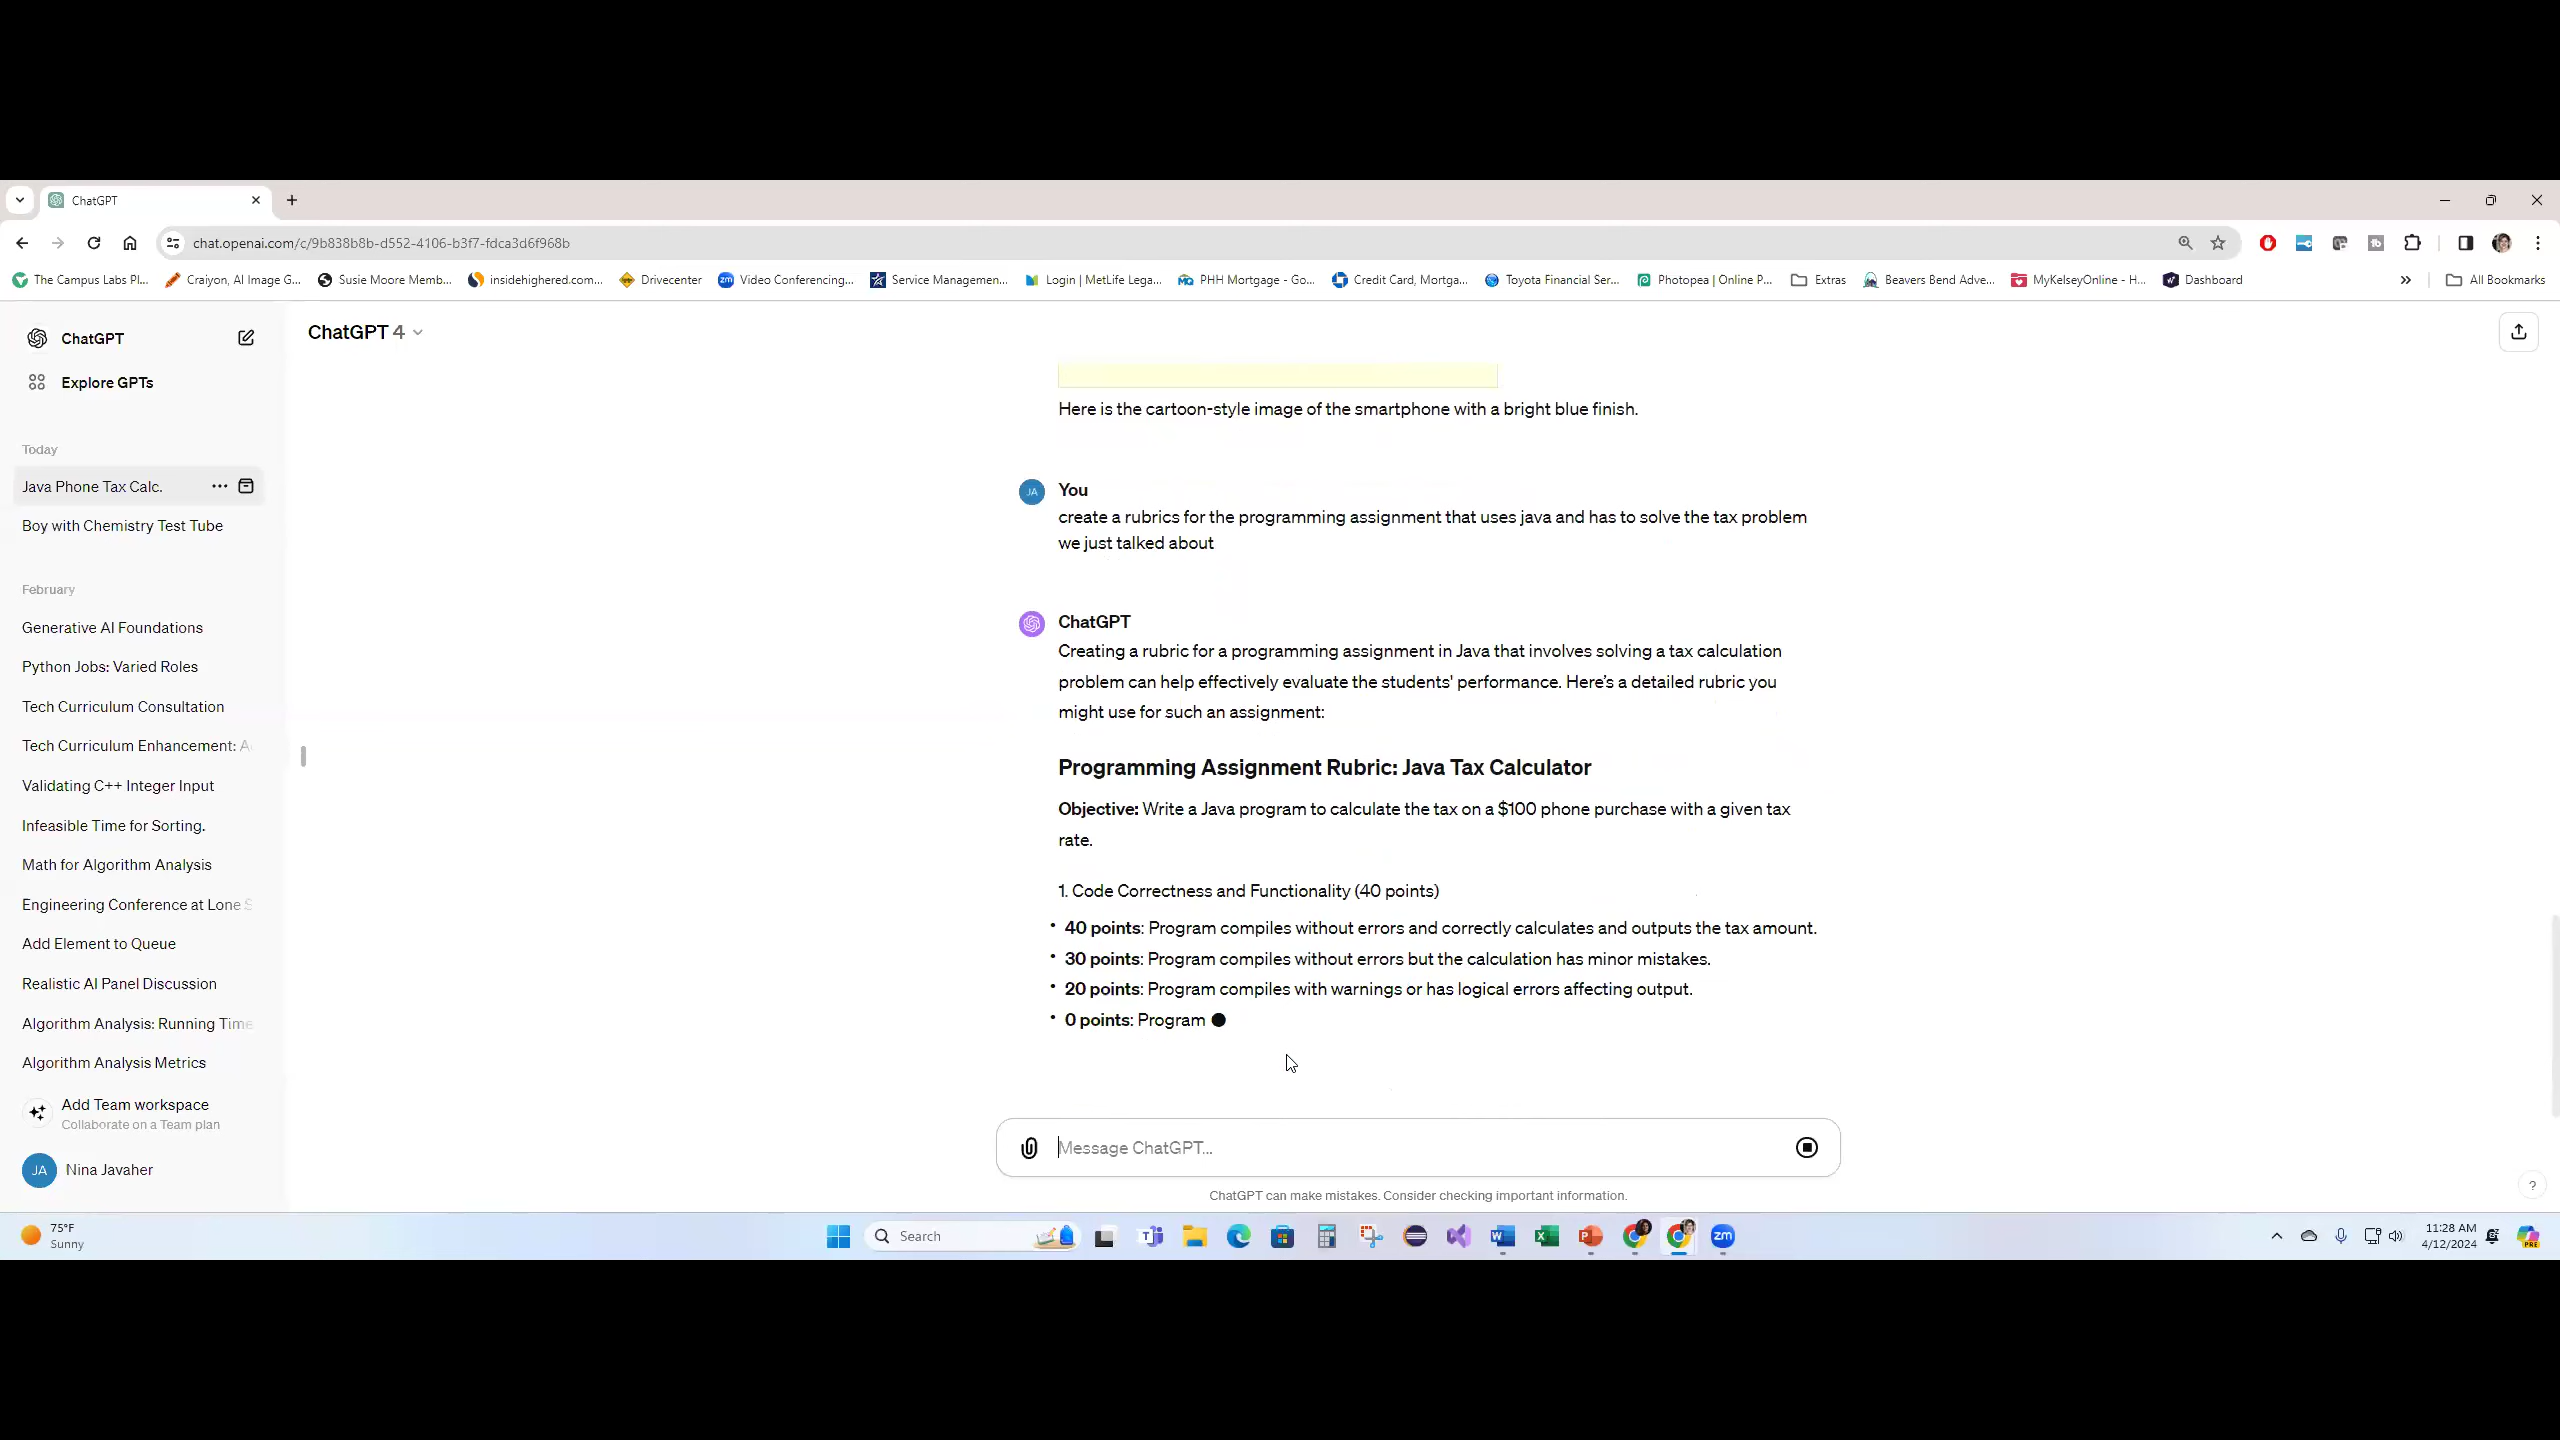 ChatGPT
chat.openai.com/c/9b838b8b-d552-4106-b3f7-fdca3d6f968b
The Campus Labs Pl...
Craiyon, AI Image G...
Susie Moore Memb...
insidehighered.com...
Drivecenter
Video Conferencing...
Service Managemen...
Login | MetLife Lega...
PHH Mortgage - Go...
Credit Card, Mortga...
Toyota Financial Ser...
Photopea | Online P...
Extras
Beavers Bend Adve...
MyKelseyOnline - H...
Dashboard
All Bookmarks
ChatGPT
Explore GPTs
Today
Java Phone Tax Calc.
Boy with Chemistry Test Tube
February
Generative AI Foundations
Python Jobs: Varied Roles
Tech Curriculum Consultation
Tech Curriculum Enhancement: A
Validating C++ Integer Input
Infeasible Time for Sorting.
Math for Algorithm Analysis
Engineering Conference at Lone S
Add Element to Queue
Realistic AI Panel Discussion
Algorithm Analysis: Running Time
Algorithm Analysis Metrics
Add Team workspace
Collaborate on a Team plan
JA Nina Javaher
ChatGPT 4
Here is the cartoon-style image of the smartphone with a bright blue finish.
JA You
create a rubrics for the programming assignment that uses java and has to solve the tax problem
we just talked about
ChatGPT
Creating a rubric for a programming assignment in Java that involves solving a tax calculation
problem can help effectively evaluate the students' performance. Here's a detailed rubric you
might use for such an assignment:
Programming Assignment Rubric: Java Tax Calculator
Objective: Write a Java program to calculate the tax on a $100 phone purchase with a given tax
rate.
1. Code Correctness and Functionality (40 points)
• 40 points: Program compiles without errors and correctly calculates and outputs the tax amount.
• 30 points: Program compiles without errors but the calculation has minor mistakes.
• 20 points: Program compiles with warnings or has logical errors affecting output.
• 0 points: Program
Message ChatGPT...
ChatGPT can make mistakes. Consider checking important information.
?
75°F
Sunny
Search
zm
11:28 AM
4/12/2024
PRE